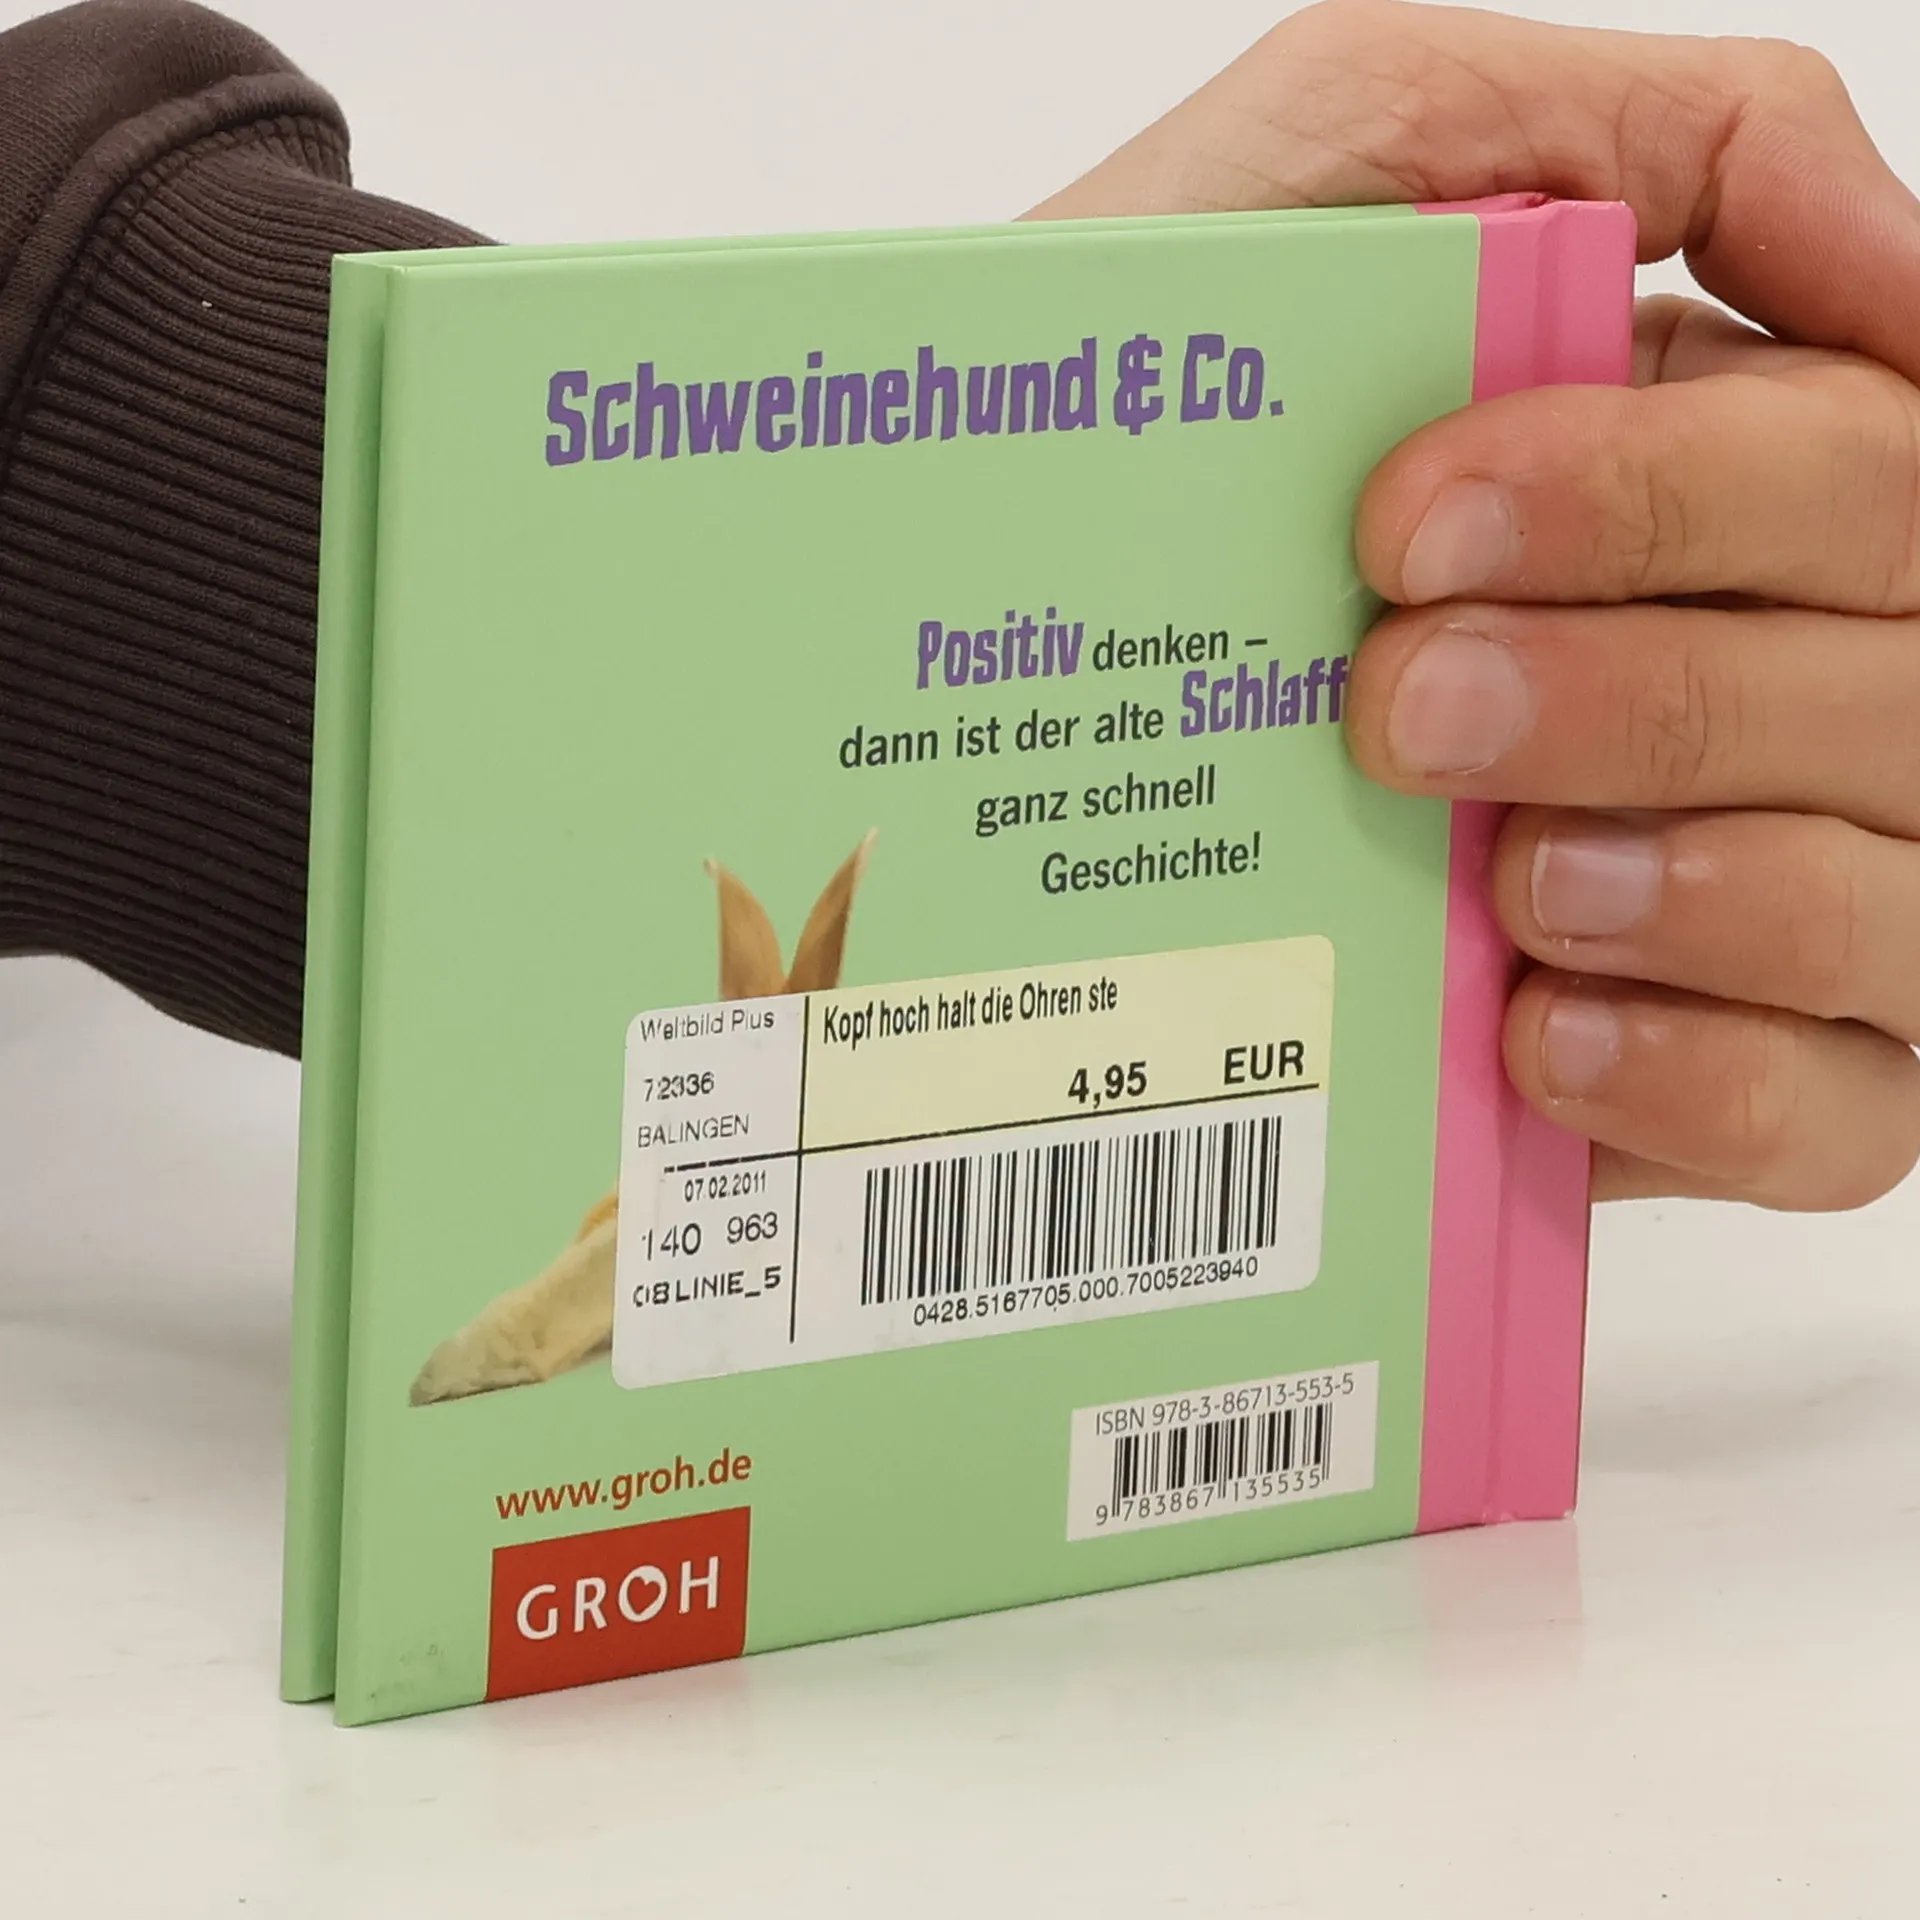 Schweinehund & Co.
Positiv denken –
dann ist der alte Schlaff
ganz schnell
Geschichte!
Weltbild Plus
72336
BALINGEN
07.02.2011
140 963
08LINIE_5
Kopf hoch halt die Ohren ste
4,95 EUR
0428.5167705.000.7005223940
ISBN 978-3-86713-553-5
9 783867 135535
www.groh.de
GROH